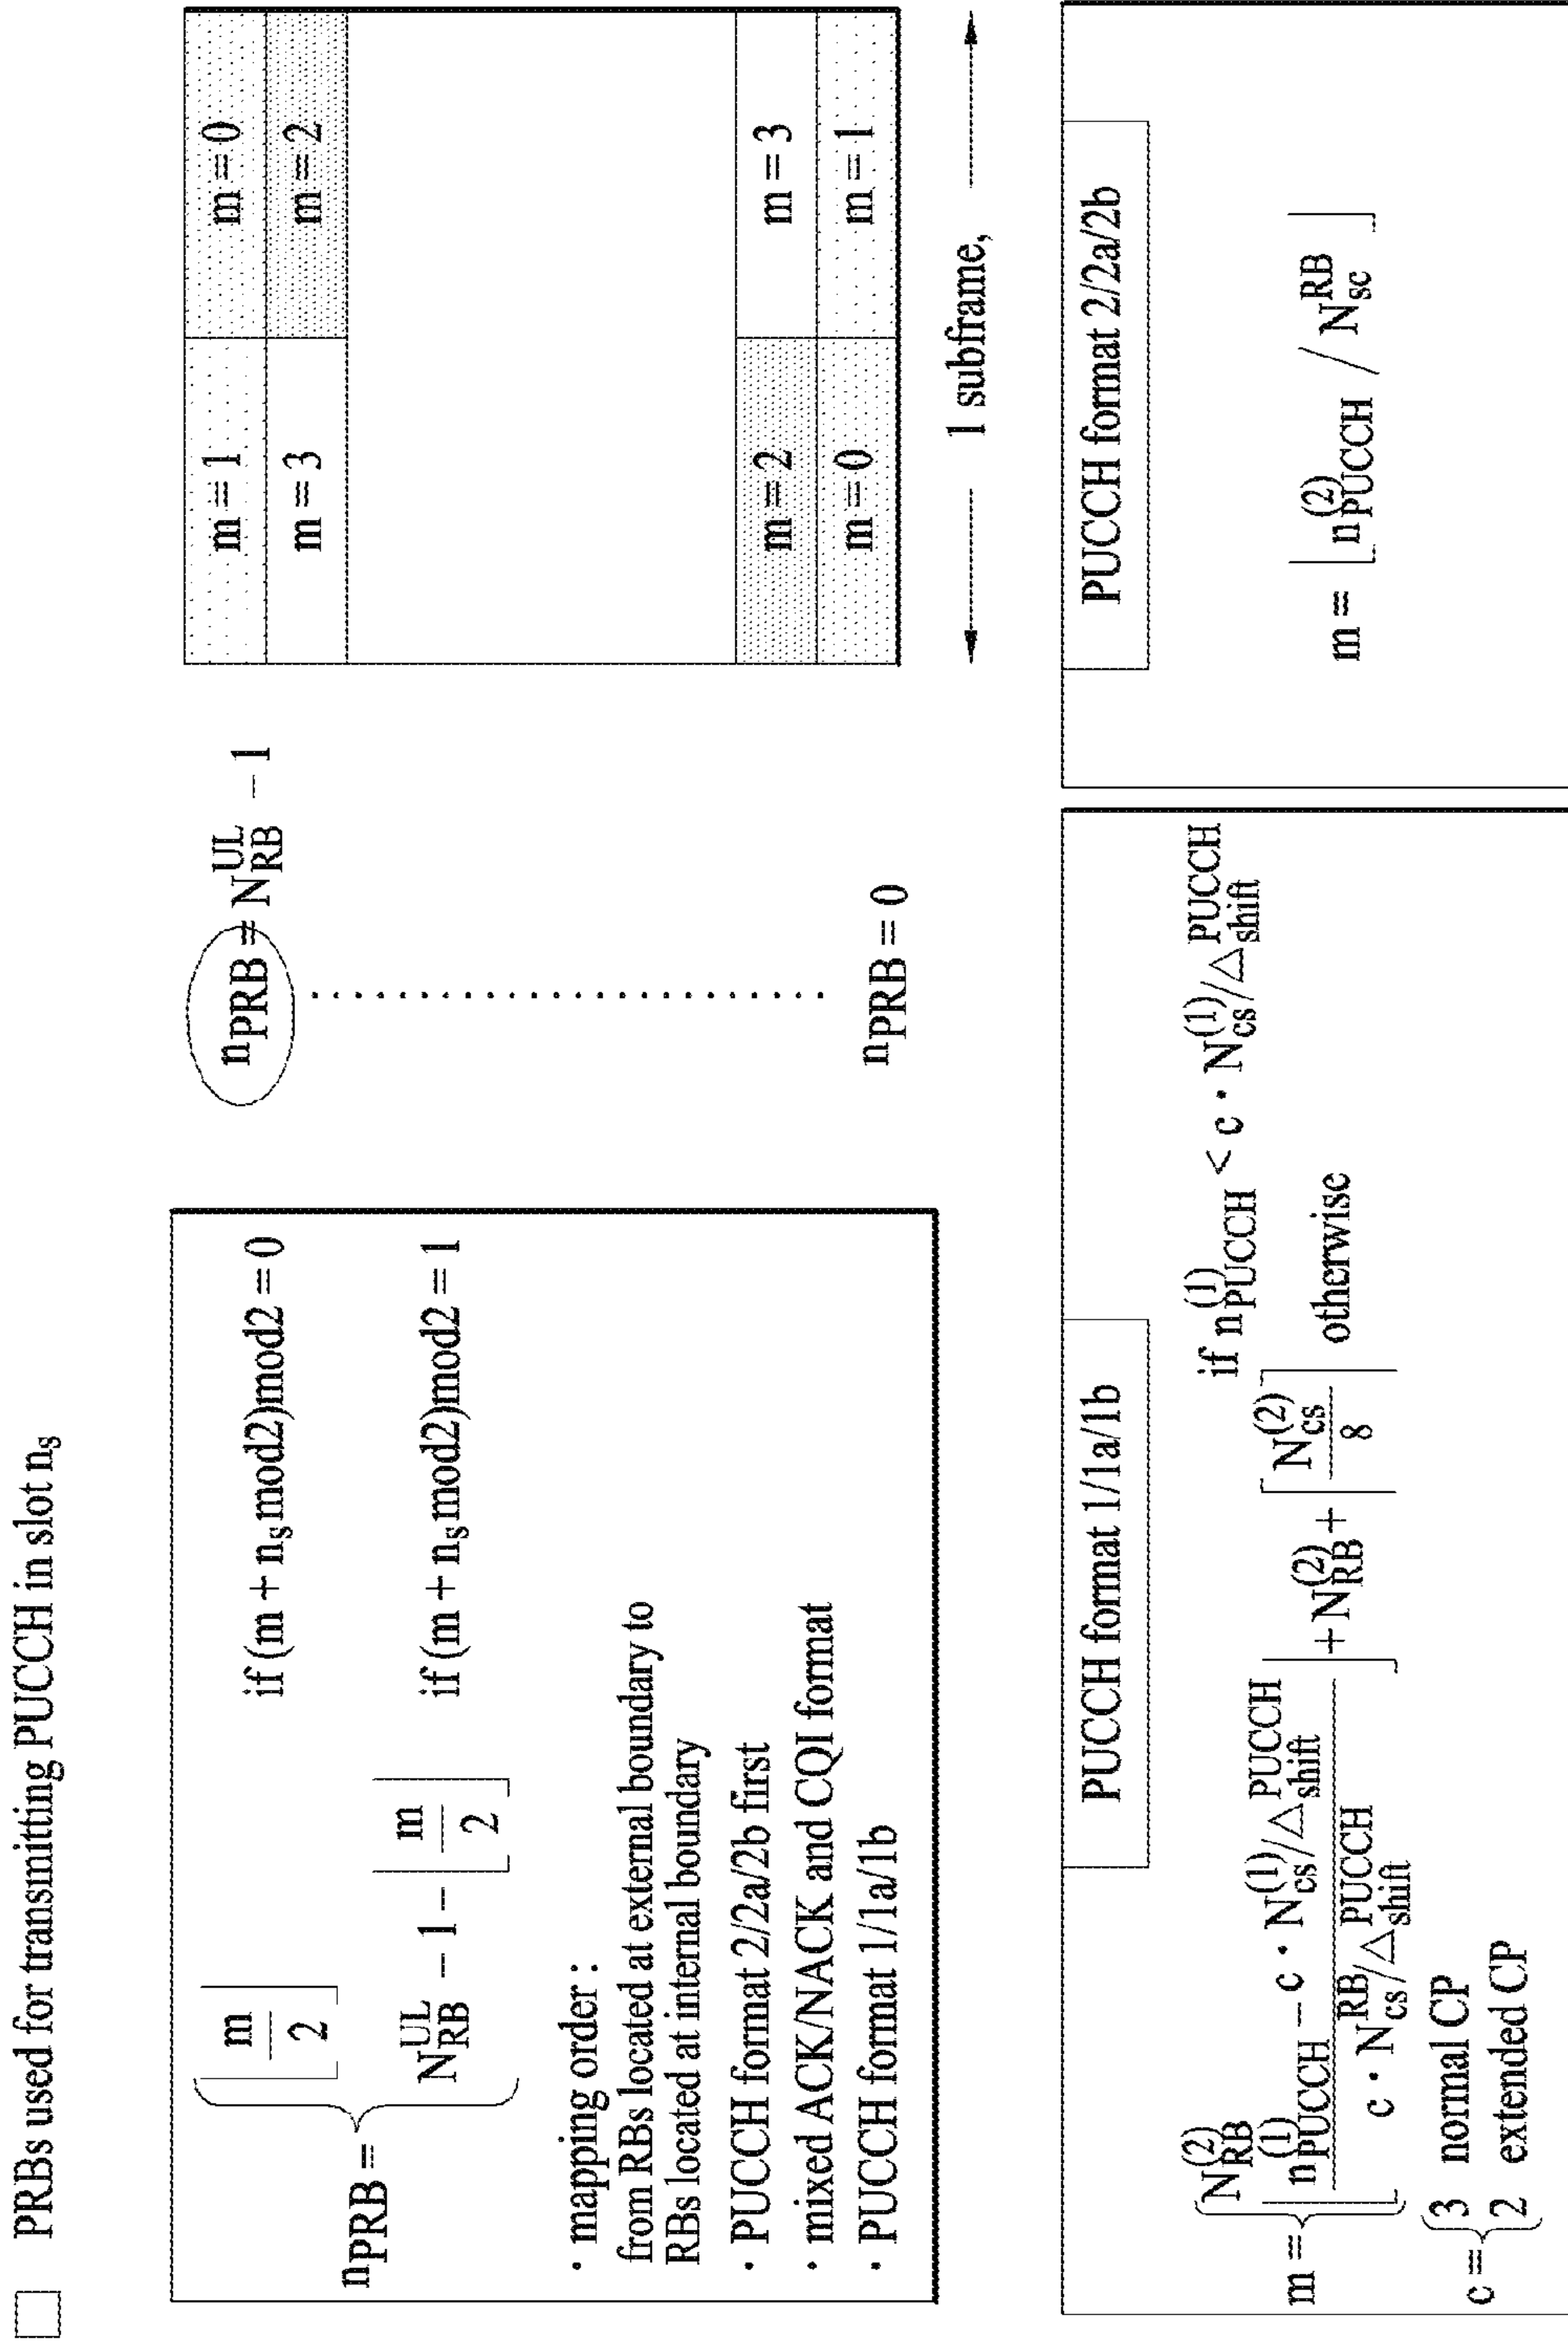 □ PRBs used for transmitting PUCCH in slot n_s
n_PRB = { ⌊m/2⌋ if (m + n_s mod2)mod2 = 0
N_RB^UL − 1 − ⌊m/2⌋ if (m + n_s mod2)mod2 = 1
· mapping order :
from RBs located at external boundary to
RBs located at internal boundary
· PUCCH format 2/2a/2b first
· mixed ACK/NACK and CQI format
· PUCCH format 1/1a/1b
n_PRB = N_RB^UL − 1
n_PRB = 0
m = 1 m = 0
m = 3 m = 2
m = 2 m = 3
m = 0 m = 1
1 subframe,
PUCCH format 1/1a/1b
m = { N_RB^(2) if n_PUCCH^(1) < c · N_cs^(1)/△_shift^PUCCH
⌊(n_PUCCH^(1) − c · N_cs^(1)/△_shift^PUCCH) / (c · N_cs^RB/△_shift^PUCCH)⌋ + N_RB^(2) + ⌈N_cs^(2)/8⌉ otherwise
c = { 3 normal CP
2 extended CP
PUCCH format 2/2a/2b
m = ⌊n_PUCCH^(2) / N_sc^RB⌋